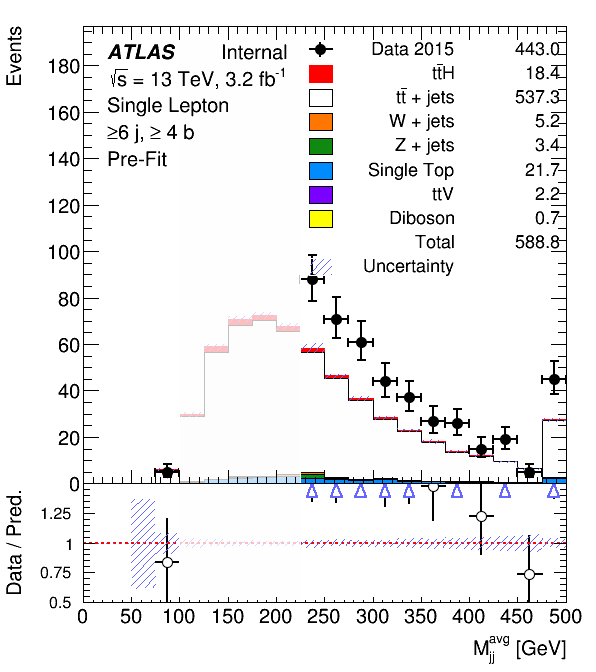 Events
ATLAS Internal
√s = 13 TeV, 3.2 fb⁻¹
Single Lepton
≥6 j, ≥ 4 b
Pre-Fit
Data 2015 443.0
tt̄H 18.4
tt̄ + jets 537.3
W + jets 5.2
Z + jets 3.4
Single Top 21.7
ttV 2.2
Diboson 0.7
Total 588.8
Uncertainty
180
160
140
120
100
80
60
40
20
0
Data / Pred.
1.25
1
0.75
0.5
0 50 100 150 200 250 300 350 400 450 500
M_jj^avg [GeV]